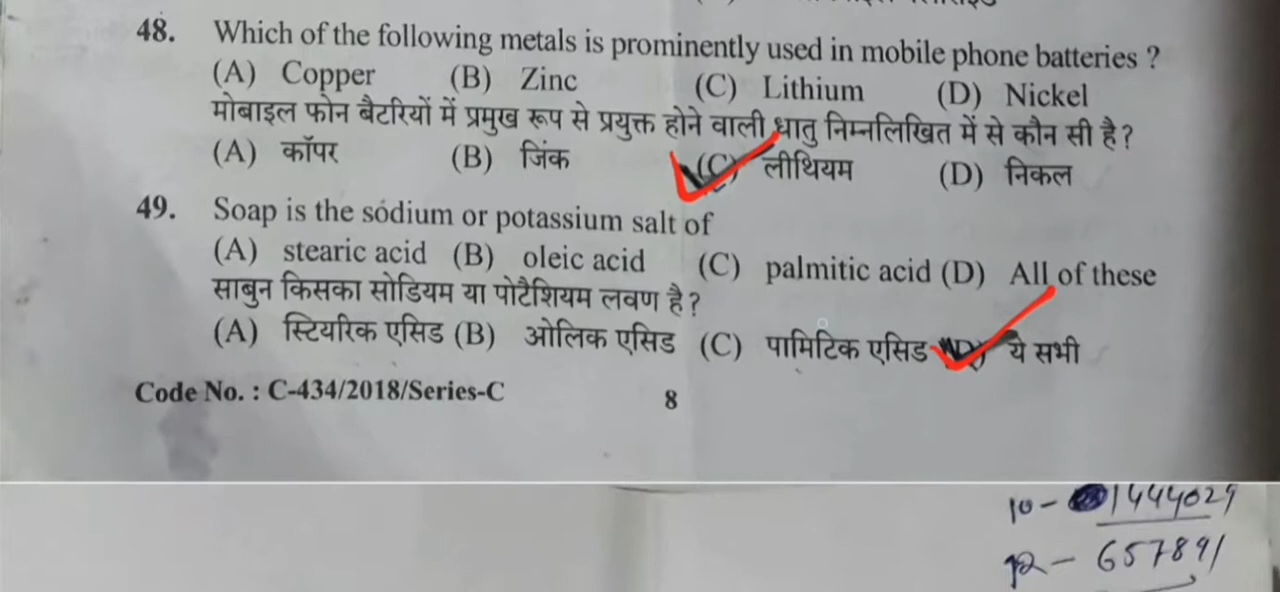 48. Which of the following metals is prominently used in mobile phone batteries ?
(A) Copper (B) Zinc (C) Lithium (D) Nickel
मोबाइल फोन बैटरियों में प्रमुख रूप से प्रयुक्त होने वाली धातु निम्नलिखित में से कौन सी है?
(A) कॉपर (B) जिंक (C) लीथियम (D) निकल
49. Soap is the sodium or potassium salt of
(A) stearic acid (B) oleic acid (C) palmitic acid (D) All of these
साबुन किसका सोडियम या पोटैशियम लवण है?
(A) स्टियरिक एसिड (B) ओलिक एसिड (C) पामिटिक एसिड (D) ये सभी
Code No. : C-434/2018/Series-C 8
10- 1444029
12- 657891